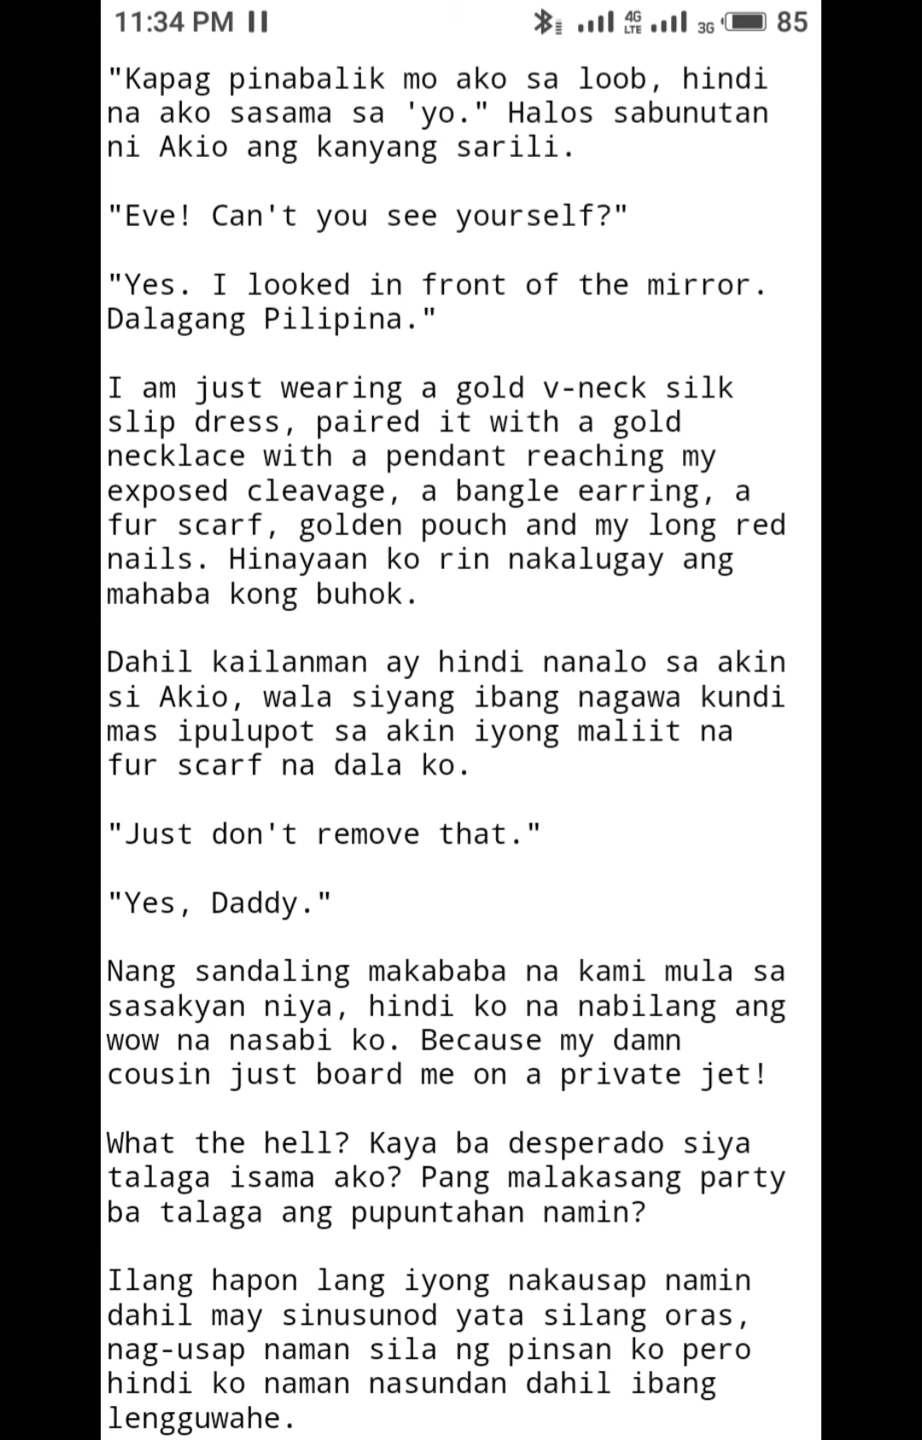 11:34 PM
4G
LTE
3G
85
"Kapag pinabalik mo ako sa loob, hindi
na ako sasama sa 'yo." Halos sabunutan
ni Akio ang kanyang sarili.
"Eve! Can't you see yourself?"
"Yes. I looked in front of the mirror.
Dalagang Pilipina."
I am just wearing a gold v-neck silk
slip dress, paired it with a gold
necklace with a pendant reaching my
exposed cleavage, a bangle earring, a
fur scarf, golden pouch and my long red
nails. Hinayaan ko rin nakalugay ang
mahaba kong buhok.
Dahil kailanman ay hindi nanalo sa akin
si Akio, wala siyang ibang nagawa kundi
mas ipulupot sa akin iyong maliit na
fur scarf na dala ko.
"Just don't remove that."
"Yes, Daddy."
Nang sandaling makababa na kami mula sa
sasakyan niya, hindi ko na nabilang ang
wow na nasabi ko. Because my damn
cousin just board me on a private jet!
What the hell? Kaya ba desperado siya
talaga isama ako? Pang malakasang party
ba talaga ang pupuntahan namin?
Ilang hapon lang iyong nakausap namin
dahil may sinusunod yata silang oras,
nag-usap naman sila ng pinsan ko pero
hindi ko naman nasundan dahil ibang
lengguwahe.